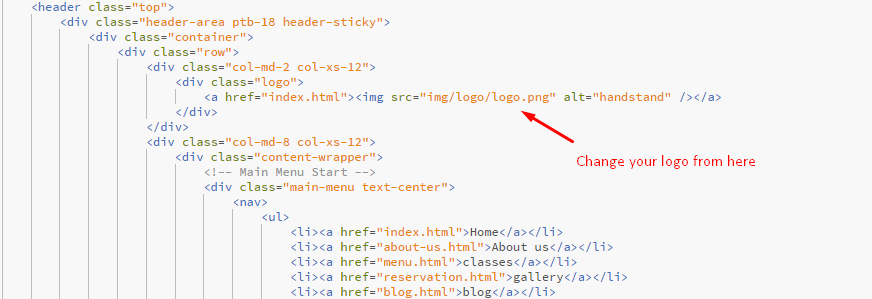 <header class="top">
<div class="header-area ptb-18 header-sticky">
<div class="container">
<div class="row">
<div class="col-md-2 col-xs-12">
<div class="logo">
<a href="index.html"><img src="img/logo/logo.png" alt="handstand" /></a>
</div>
</div>
<div class="col-md-8 col-xs-12">
Change your logo from here
<div class="content-wrapper">
<!-- Main Menu Start -->
<div class="main-menu text-center">
<nav>
<ul>
<li><a href="index.html">Home</a></li>
<li><a href="about-us.html">About us</a></li>
<li><a href="menu.html">classes</a></li>
<li><a href="reservation.html">gallery</a></li>
<li><a href="blog.html">blog</a></li>